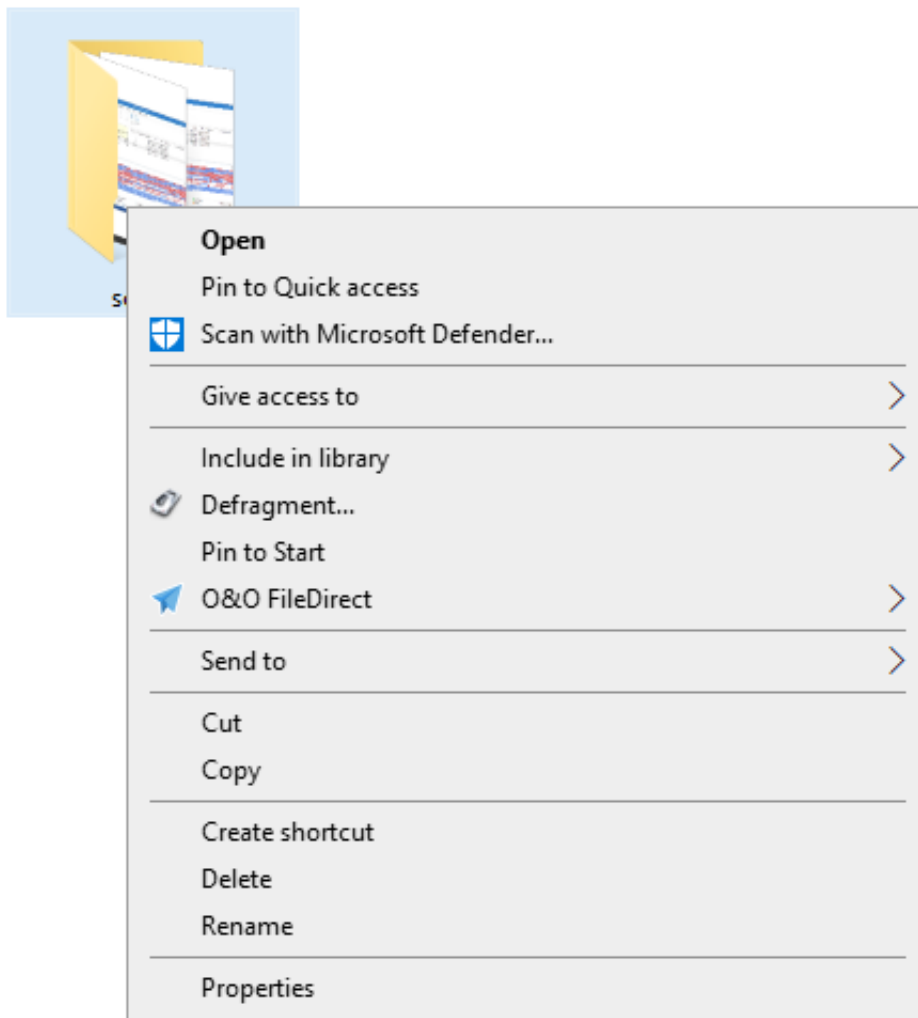 Open
Pin to Quick access
Scan with Microsoft Defender...
Give access to
Include in library
Defragment...
Pin to Start
O&O FileDirect
Send to
Cut
Copy
Create shortcut
Delete
Rename
Properties